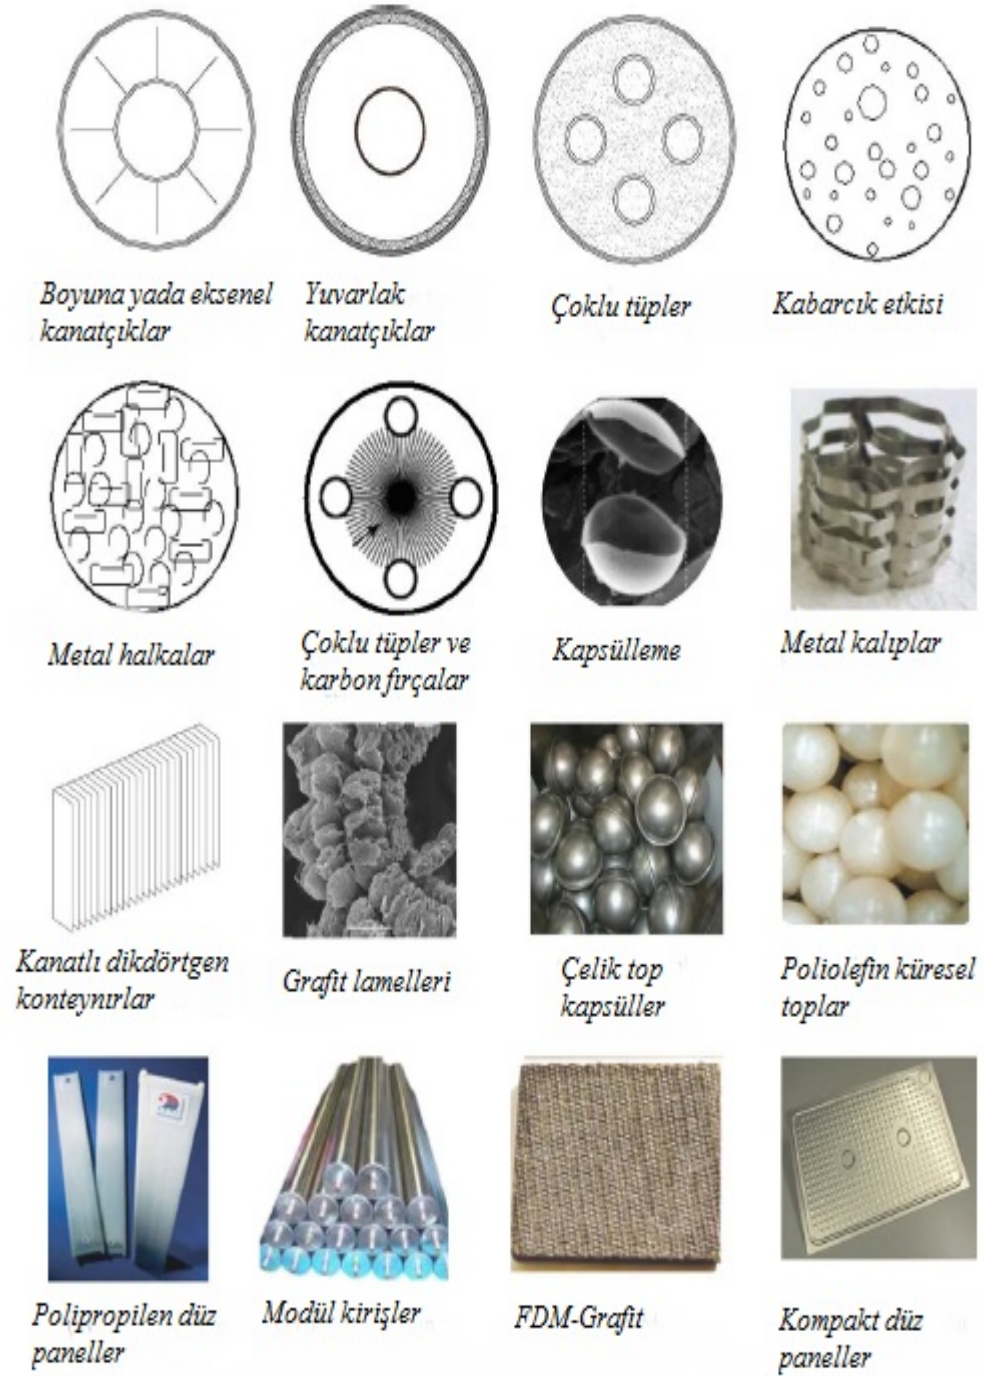 Boyuna yada eksenel
kanatçıklar
Yuvarlak
kanatçıklar
Çoklu tüpler
Kabarcık etkisi
Metal halkalar
Çoklu tüpler ve
karbon fırçalar
Kapsülleme
Metal kalıplar
Kanatlı dikdörtgen
konteynırlar
Grafit lamelleri
Çelik top
kapsüller
Poliolefin küresel
toplar
Polipropilen düz
paneller
Modül kirişler
FDM-Grafit
Kompakt düz
paneller